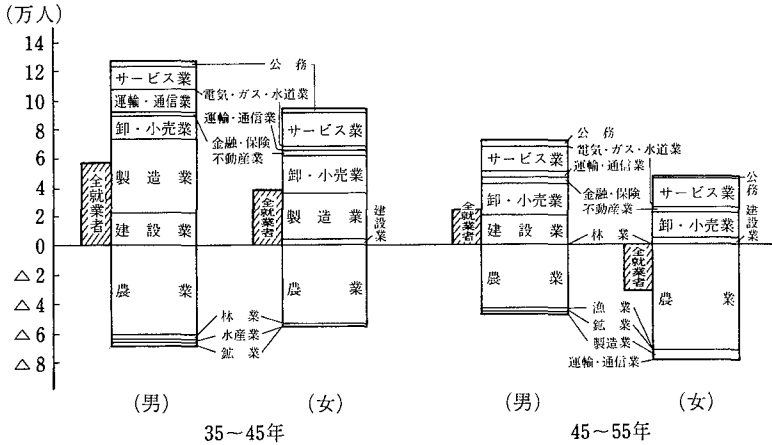 (万人)
14
12
10
8
6
4
2
0
△ 2
△ 4
△ 6
△ 8
全就業者
サービス業
運輸・通信業
卸・小売業
製造業
建設業
農業
公務
電気・ガス・水道業
運輸・通信業
金融・保険
不動産業
林業
水産業
鉱業
全就業者
サービス業
卸・小売業
製造業
建設業
農業
全就業者
サービス業
卸・小売業
建設業
農業
公務
電気・ガス・水道業
運輸・通信業
金融・保険
不動産業
林業
漁業
鉱業
製造業
運輸・通信業
全就業者
サービス業
卸・小売業
農業
公務
建設業
(男)
(女)
(男)
(女)
35〜45年
45〜55年